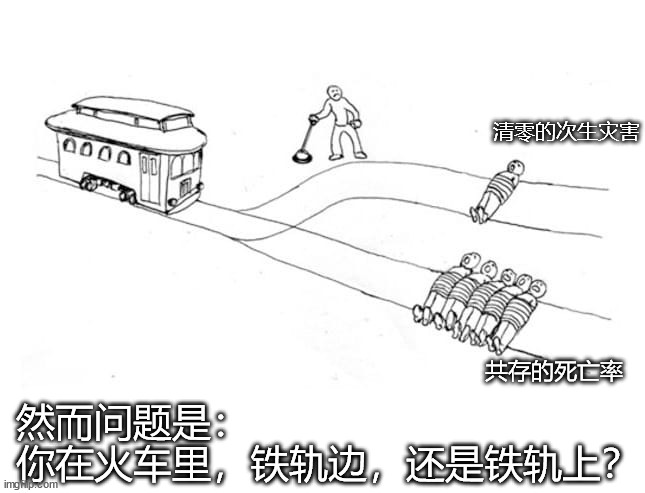 清零的次生灾害
共存的死亡率
然而问题是：
你在火车里，铁轨边，还是铁轨上？
imgflip.com